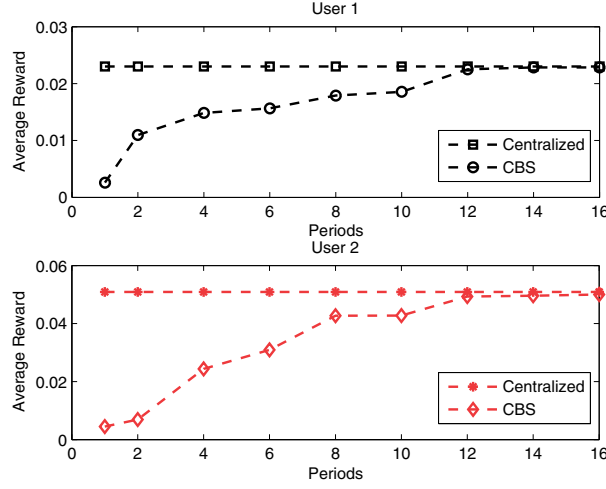 User 1
0.03
0.02
0.01
0
Average Reward
Centralized
CBS
0 2 4 6 8 10 12 14 16
Periods
User 2
0.06
0.04
0.02
0
Average Reward
Centralized
CBS
0 2 4 6 8 10 12 14 16
Periods